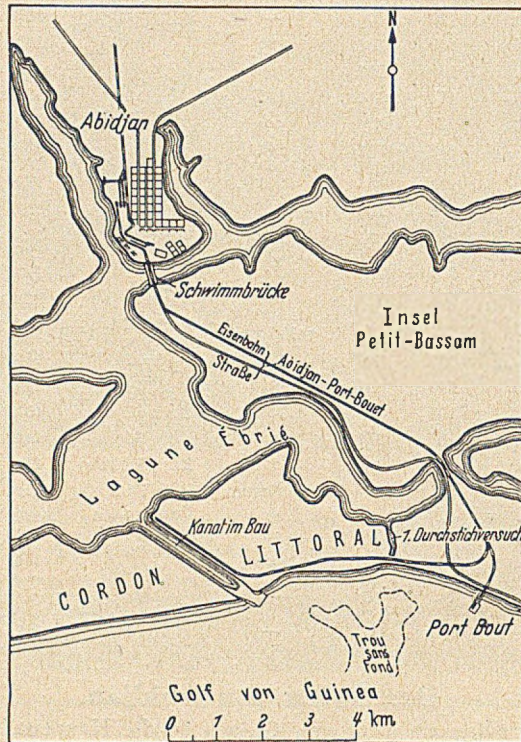 N
Abidjan
Schwimmbrücke
Insel
Petit-Bassam
Eisenbahn
Straße
Abidjan-Port-Bouet
Lagune Ébrié
Kanal im Bau
LITTORAL
1. Durchstichversuch
CORDON
Port Bout
Trou
sans
Fond
Golf von Guinea
0 1 2 3 4 km